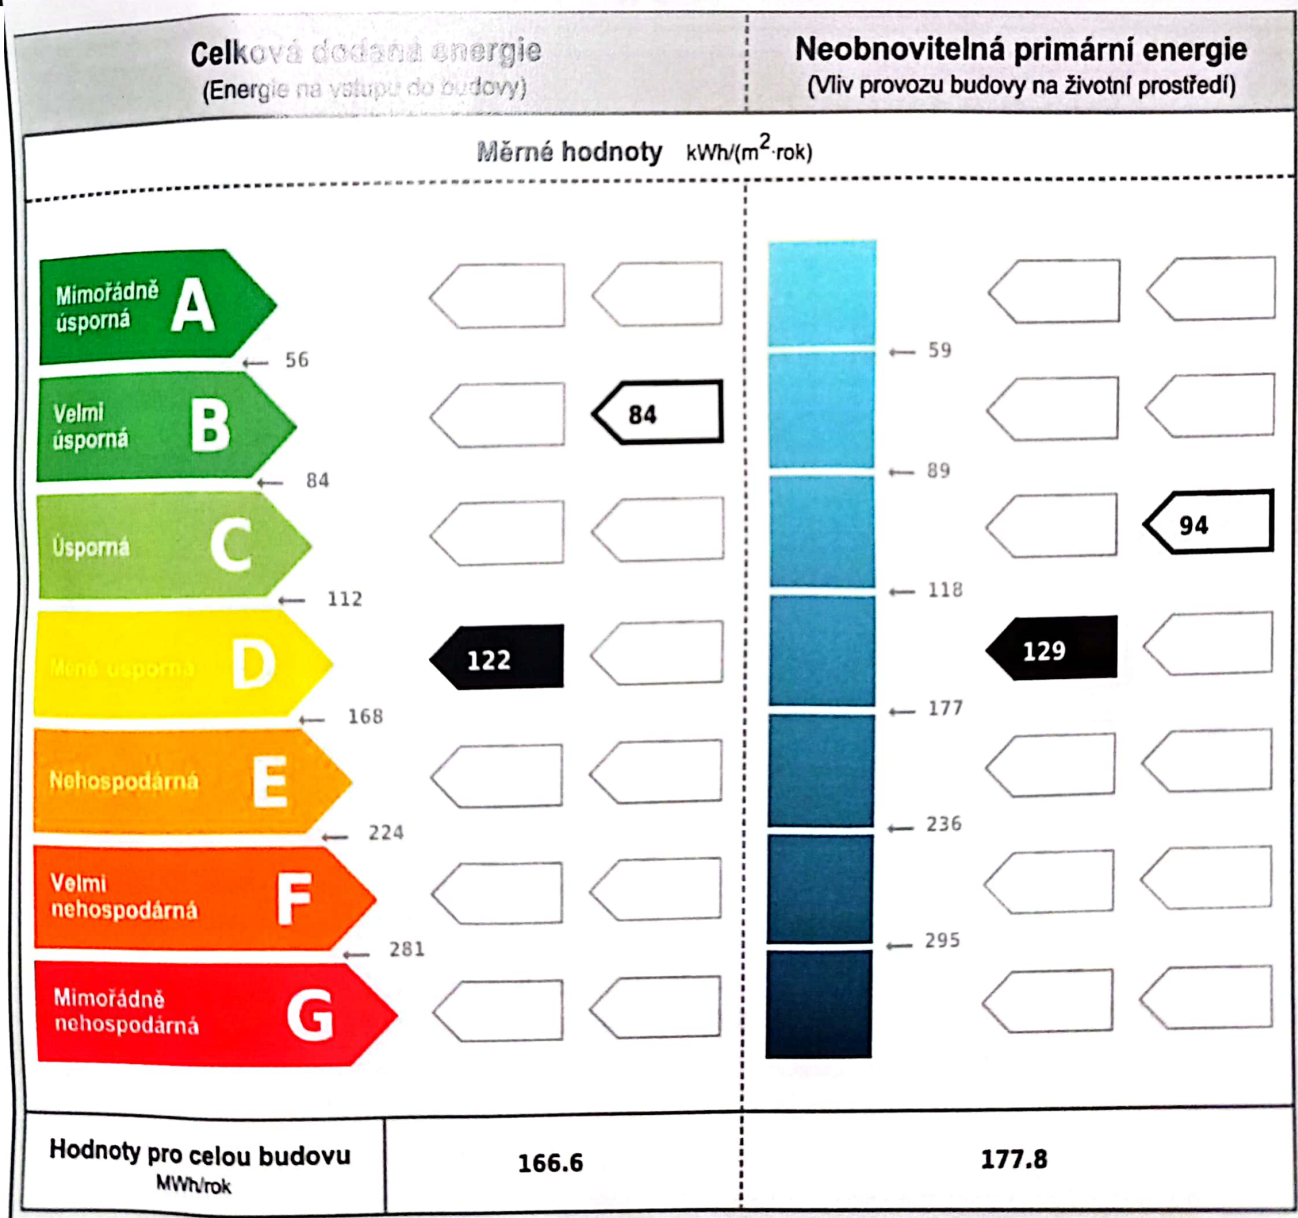 Celková dodaná energie
(Energie na vstupu do budovy)
Neobnovitelná primární energie
(Vliv provozu budovy na životní prostředí)
Měrné hodnoty kWh/(m²·rok)
Mimořádně
úsporná
A
56
59
Velmi
úsporná
B
84
84
89
Úsporná
C
94
112
118
Méně úsporná
D
122
129
168
177
Nehospodárná
E
224
236
Velmi
nehospodárná
F
281
295
Mimořádně
nehospodárná
G
Hodnoty pro celou budovu
MWh/rok
166.6
177.8